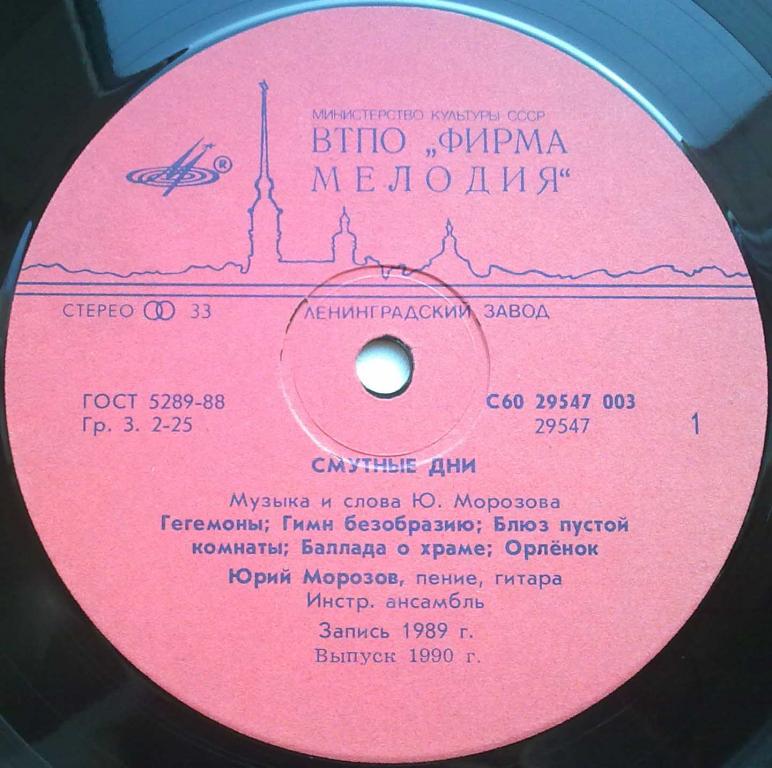 МИНИСТЕРСТВО КУЛЬТУРЫ СССР
ВТПО „ФИРМА
МЕЛОДИЯ“
®
СТЕРЕО 33
ЛЕНИНГРАДСКИЙ ЗАВОД
ГОСТ 5289-88
Гр. 3. 2-25
С60 29547 003
29547
1
СМУТНЫЕ ДНИ
Музыка и слова Ю. Морозова
Гегемоны; Гимн безобразию; Блюз пустой
комнаты; Баллада о храме; Орлёнок
Юрий Морозов, пение, гитара
Инстр. ансамбль
Запись 1989 г.
Выпуск 1990 г.